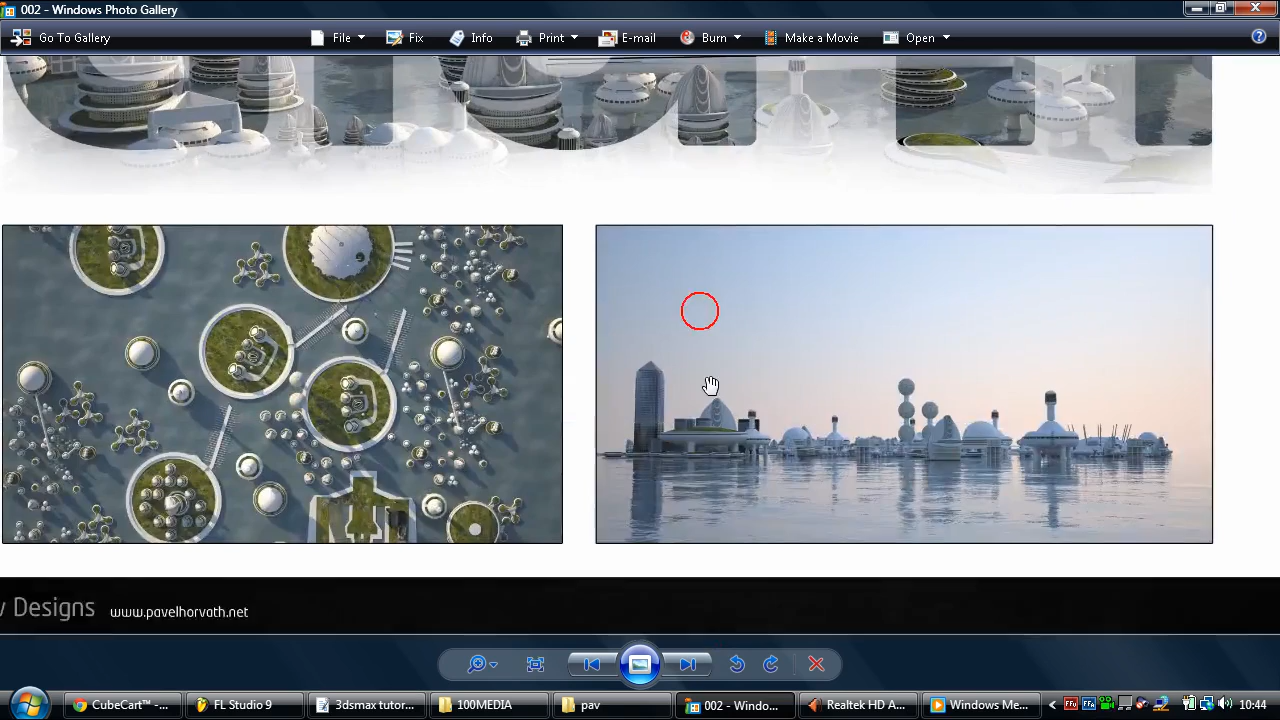 002 - Windows Photo Gallery
Go To Gallery File Fix Info Print E-mail Burn Make a Movie Open
Designs www.pavelhorvath.net
CubeCart™ -... FL Studio 9 3dsmax tutor... 100MEDIA pav 002 - Windo... Realtek HD A... Windows Me... 10:44